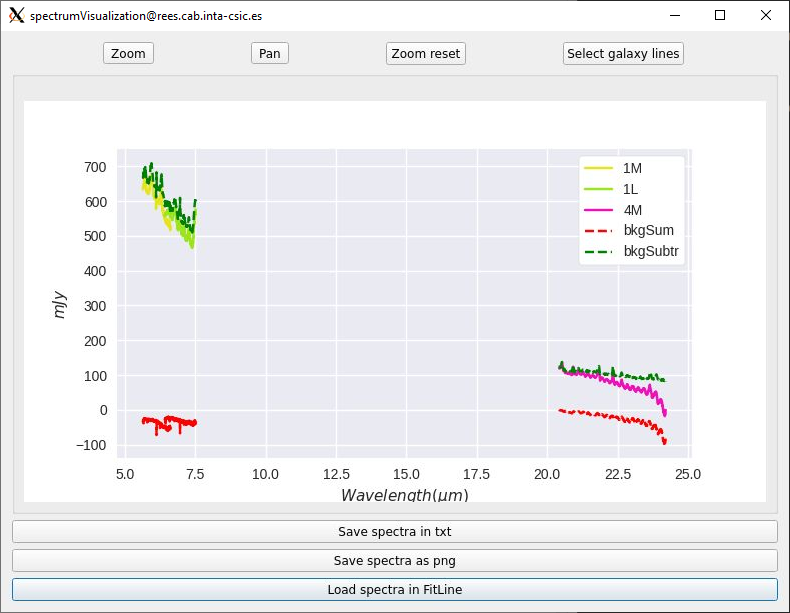 spectrumVisualization@rees.cab.inta-csic.es
Zoom
Pan
Zoom reset
Select galaxy lines
700
600
500
400
300
200
100
0
−100
mJy
1M
1L
4M
bkgSum
bkgSubtr
5.0 7.5 10.0 12.5 15.0 17.5 20.0 22.5 25.0
Wavelength(μm)
Save spectra in txt
Save spectra as png
Load spectra in FitLine